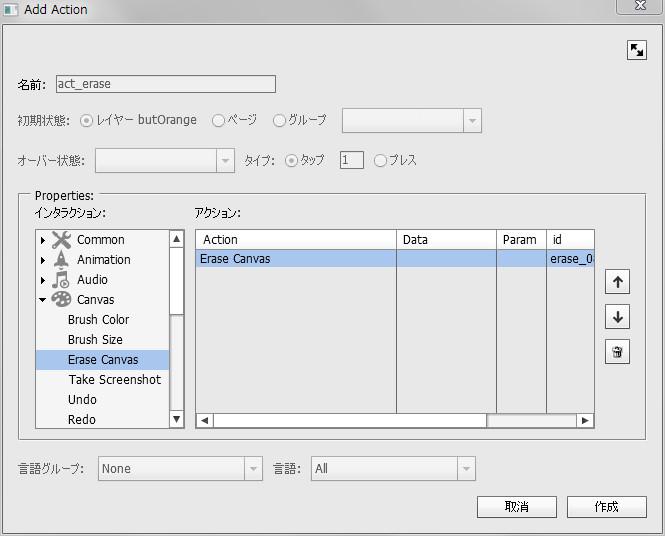 Add Action
名前: act_erase
初期状態: レイヤー butOrange ページ グループ
オーバー状態: タイプ: タップ 1 プレス
Properties:
インタラクション: アクション:
Common
Animation
Audio
Canvas
Brush Color
Brush Size
Erase Canvas
Take Screenshot
Undo
Redo
Action Data Param id
Erase Canvas erase_0
言語グループ: None 言語: All
取消 作成